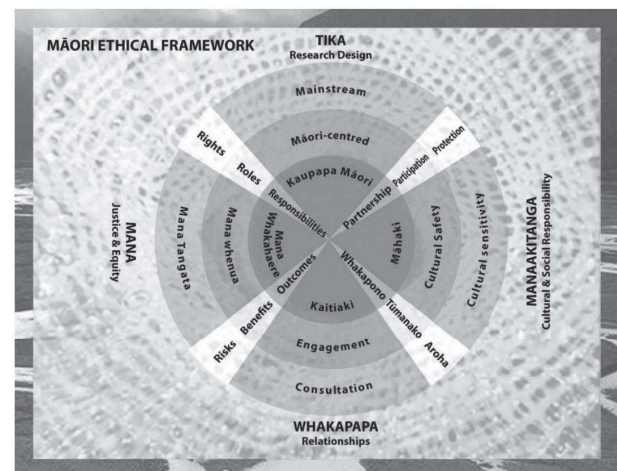 MĀORI ETHICAL FRAMEWORK
TIKA
Research Design
Mainstream
Māori-centred
Kaupapa Māori
Rights
Roles
Responsibilities
Protection
Participation
Partnership
MANA
Justice & Equity
Mana Tangata
Mana whenua
Mana
Whakahaere
Māhaki
Cultural Safety
Cultural sensitivity
MANAAKITANGA
Cultural & Social Responsibility
Outcomes
Benefits
Risks
Whakapono
Tūmanako
Aroha
Kaitiaki
Engagement
Consultation
WHAKAPAPA
Relationships